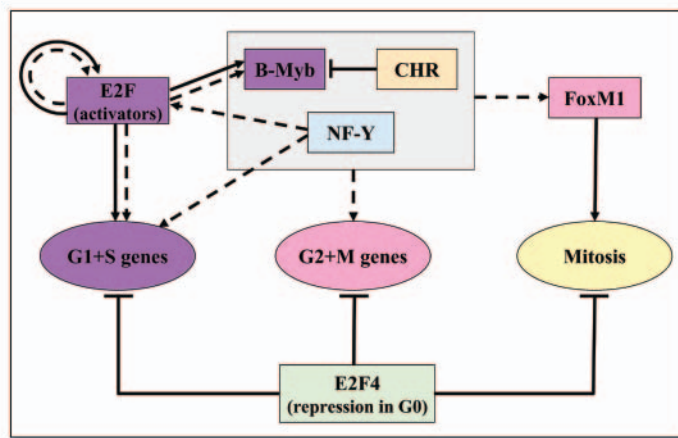 B-Myb
CHR
E2F
(activators)
FoxM1
NF-Y
G1+S genes
G2+M genes
Mitosis
E2F4
(repression in G0)